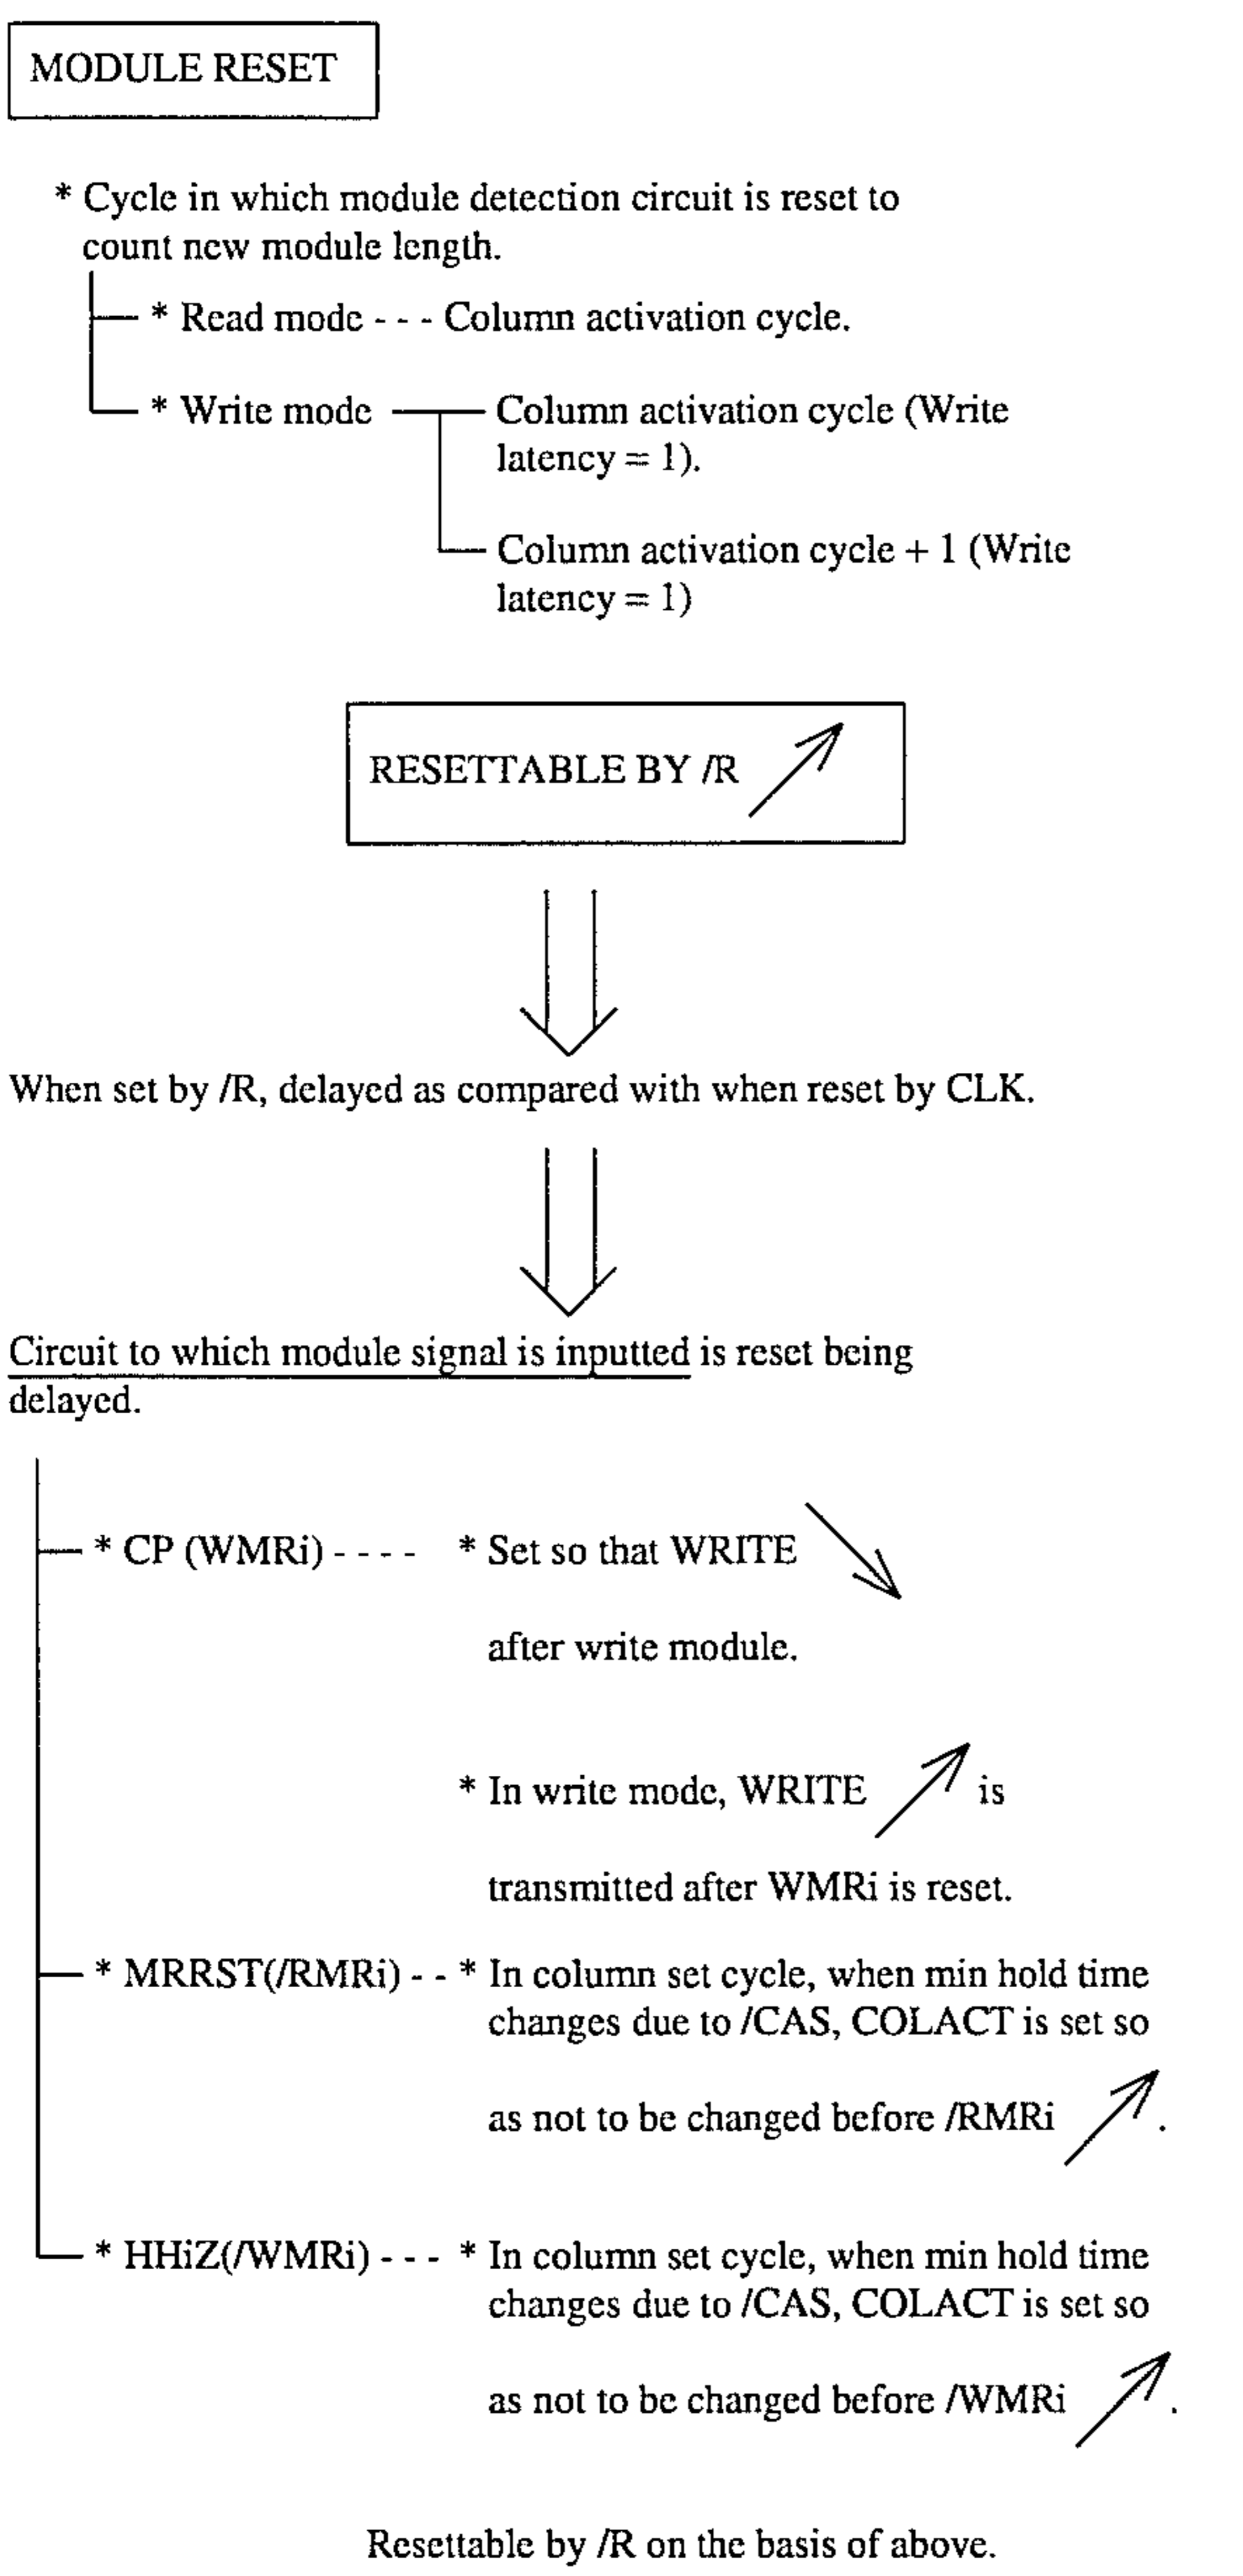 MODULE RESET
* Cycle in which module detection circuit is reset to
count new module length.
* Read mode - - - Column activation cycle.
* Write mode Column activation cycle (Write
latency = 1).
Column activation cycle + 1 (Write
latency = 1)
RESETTABLE BY /R
When set by /R, delayed as compared with when reset by CLK.
Circuit to which module signal is inputted is reset being
delayed.
* CP (WMRi) - - - - * Set so that WRITE
after write module.
* In write mode, WRITE is
transmitted after WMRi is reset.
* MRRST(/RMRi) - - * In column set cycle, when min hold time
changes due to /CAS, COLACT is set so
as not to be changed before /RMRi .
* HHiZ(/WMRi) - - - * In column set cycle, when min hold time
changes due to /CAS, COLACT is set so
as not to be changed before /WMRi .
Resettable by /R on the basis of above.